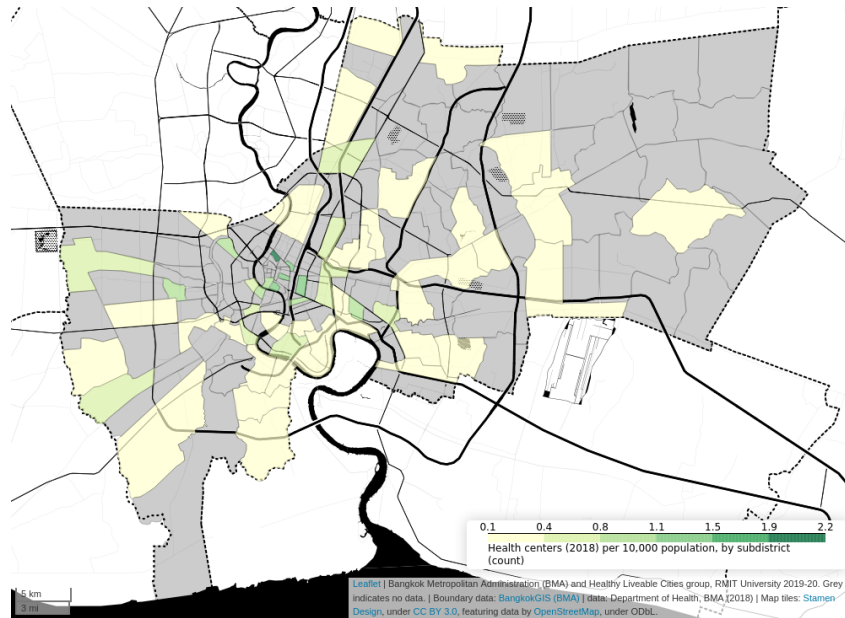 0.1 0.4 0.8 1.1 1.5 1.9 2.2
Health centers (2018) per 10,000 population, by subdistrict
(count)
5 km
3 mi
Leaflet | Bangkok Metropolitan Administration (BMA) and Healthy Liveable Cities group, RMIT University 2019-20. Grey
indicates no data. | Boundary data: BangkokGIS (BMA) | data: Department of Health, BMA (2018) | Map tiles: Stamen
Design, under CC BY 3.0, featuring data by OpenStreetMap, under ODbL.